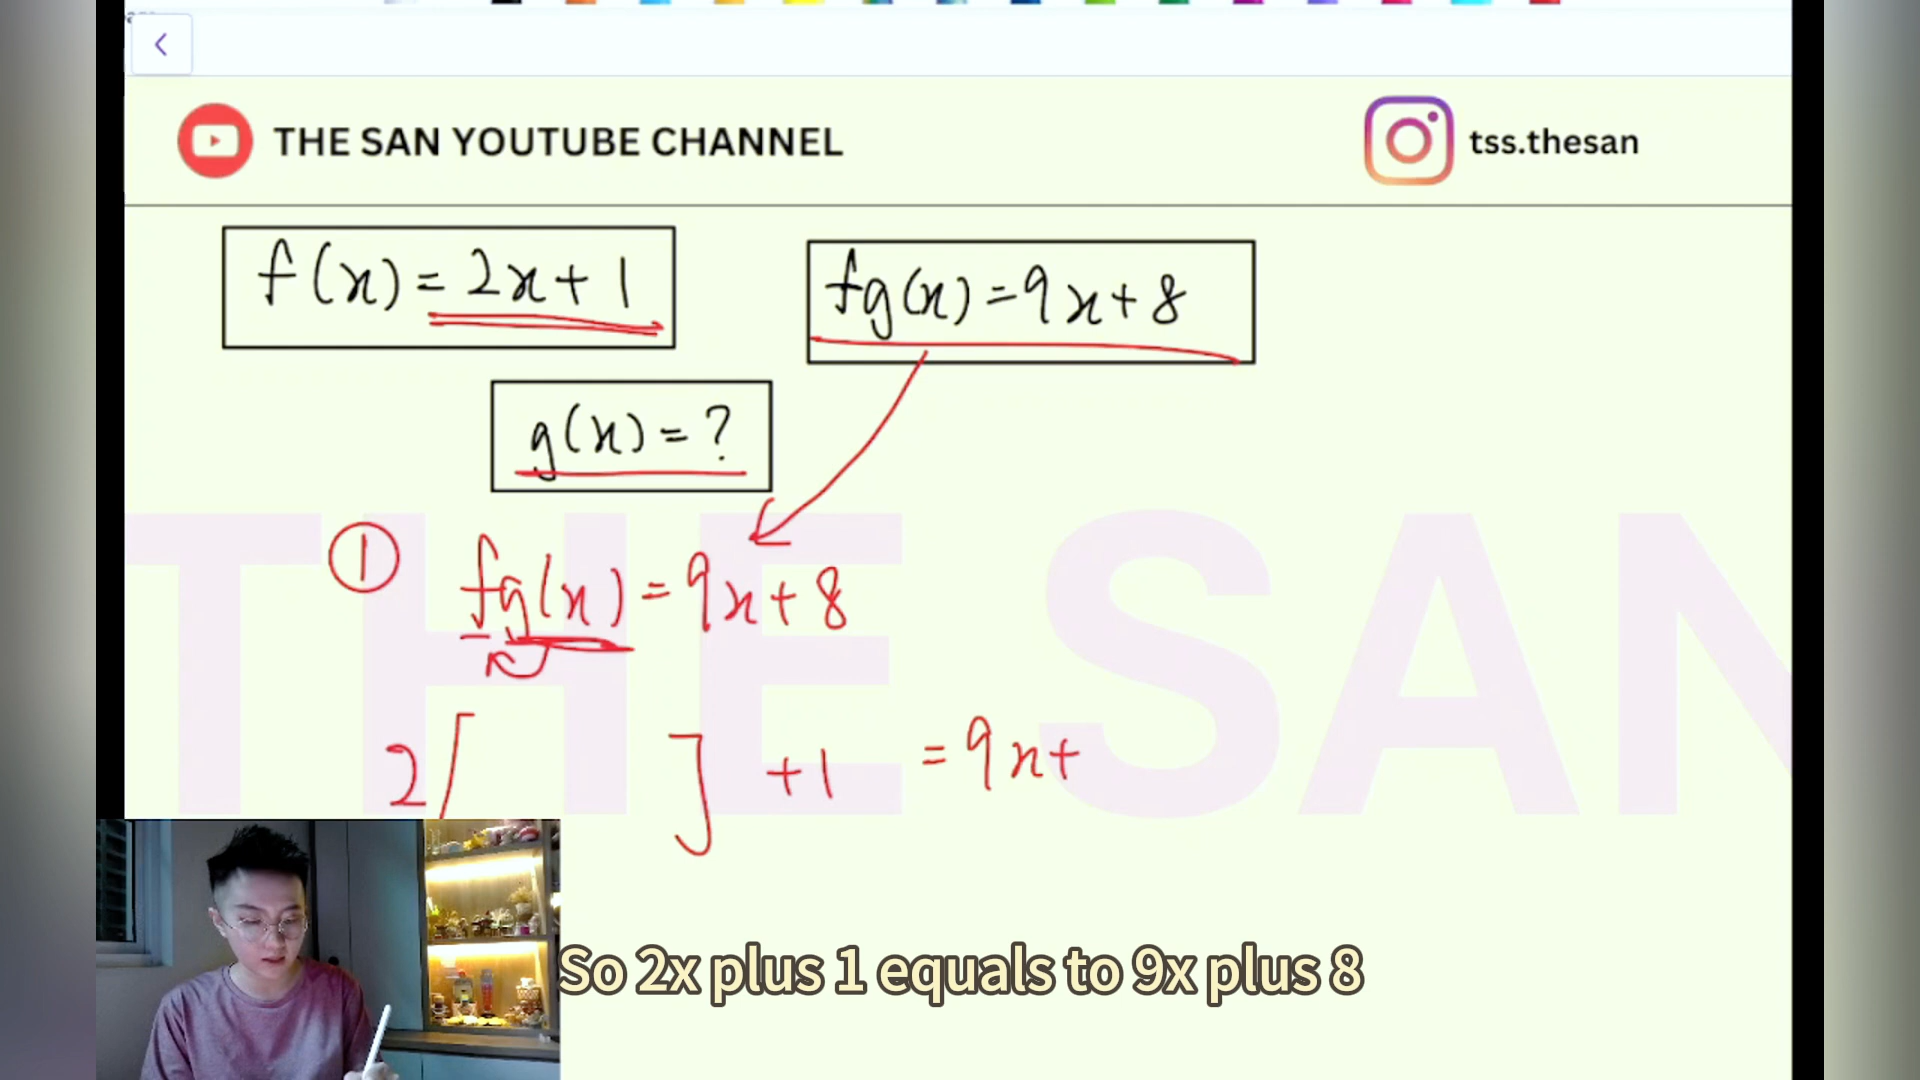 THE SAN YOUTUBE CHANNEL
tss.thesan
f(x) = 2x + 1
fg(x) = 9x + 8
g(x) = ?
① fg(x) = 9x + 8
2[ ] + 1 = 9x +
THE SAN
So 2x plus 1 equals to 9x plus 8